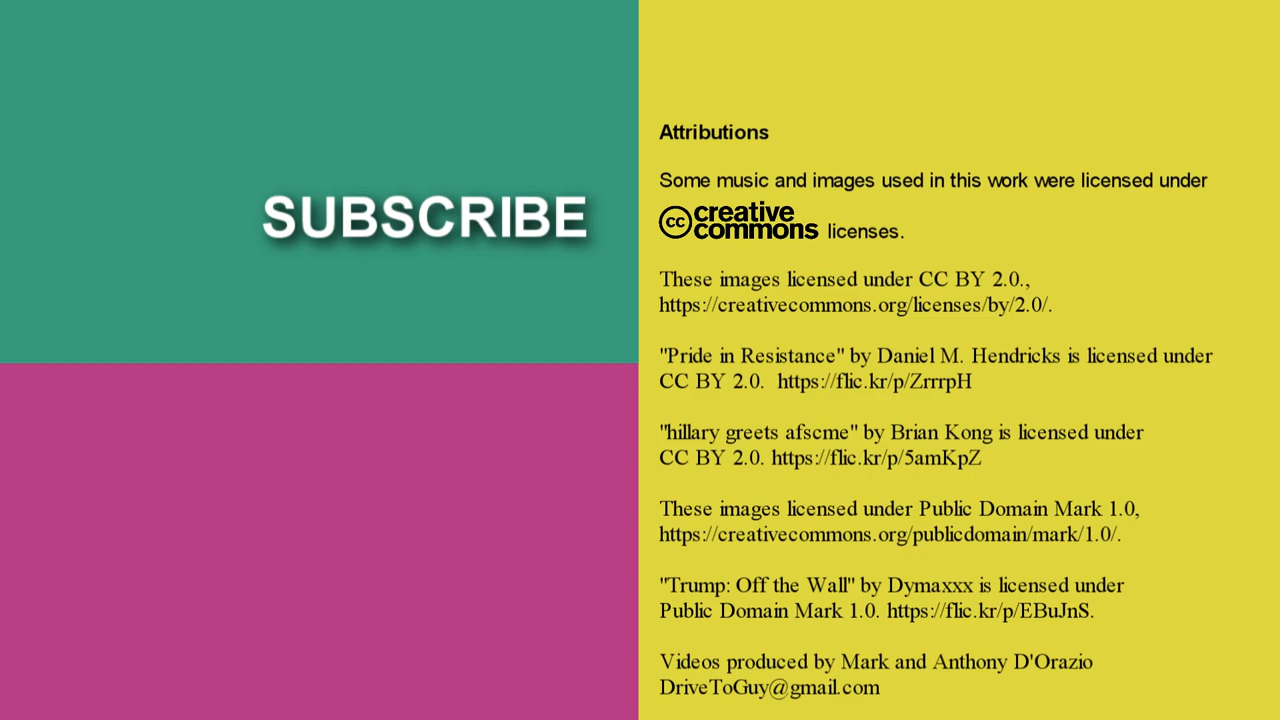 SUBSCRIBE
Attributions
Some music and images used in this work were licensed under
cc creative commons licenses.
These images licensed under CC BY 2.0.,
https://creativecommons.org/licenses/by/2.0/.
"Pride in Resistance" by Daniel M. Hendricks is licensed under
CC BY 2.0.  https://flic.kr/p/ZrrrpH
"hillary greets afscme" by Brian Kong is licensed under
CC BY 2.0. https://flic.kr/p/5amKpZ
These images licensed under Public Domain Mark 1.0,
https://creativecommons.org/publicdomain/mark/1.0/.
"Trump: Off the Wall" by Dymaxxx is licensed under
Public Domain Mark 1.0. https://flic.kr/p/EBuJnS.
Videos produced by Mark and Anthony D'Orazio
DriveToGuy@gmail.com